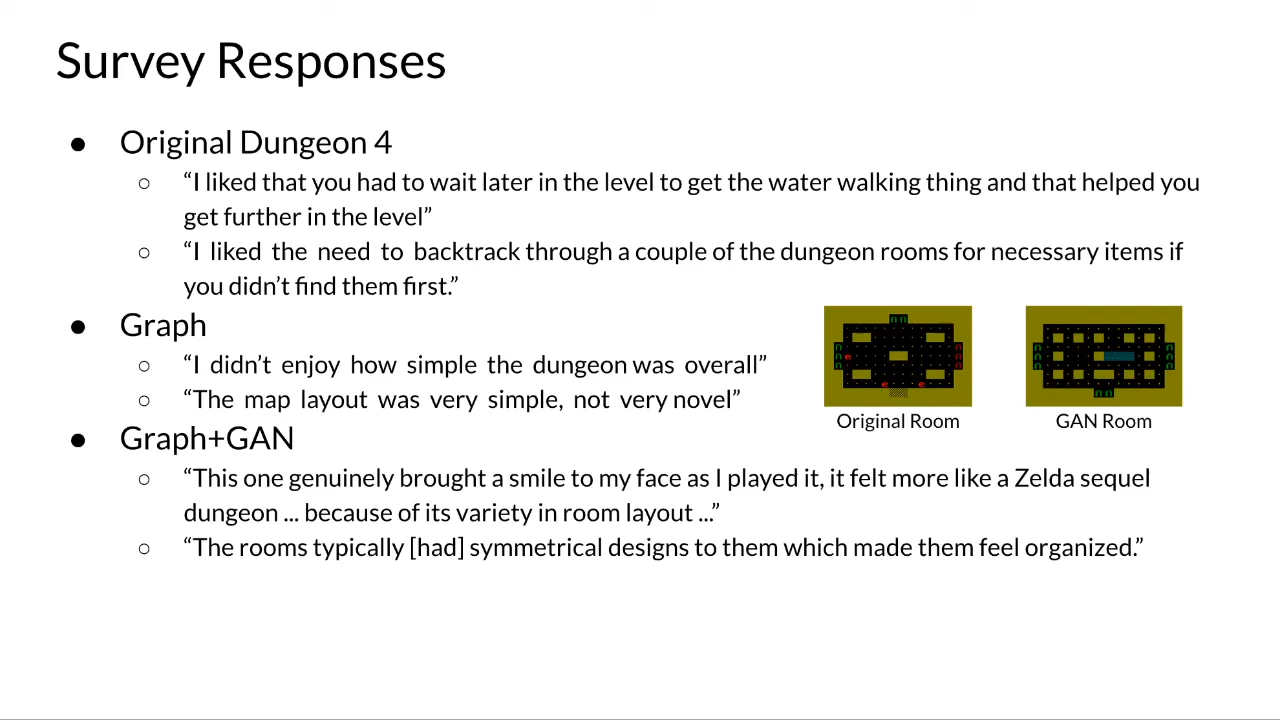 Survey Responses
● Original Dungeon 4
○ “I liked that you had to wait later in the level to get the water walking thing and that helped you
get further in the level”
○ “I liked the need to backtrack through a couple of the dungeon rooms for necessary items if
you didn’t find them first.”
● Graph
○ “I didn’t enjoy how simple the dungeon was overall”
○ “The map layout was very simple, not very novel”
Original Room
GAN Room
● Graph+GAN
○ “This one genuinely brought a smile to my face as I played it, it felt more like a Zelda sequel
dungeon ... because of its variety in room layout ...”
○ “The rooms typically [had] symmetrical designs to them which made them feel organized.”